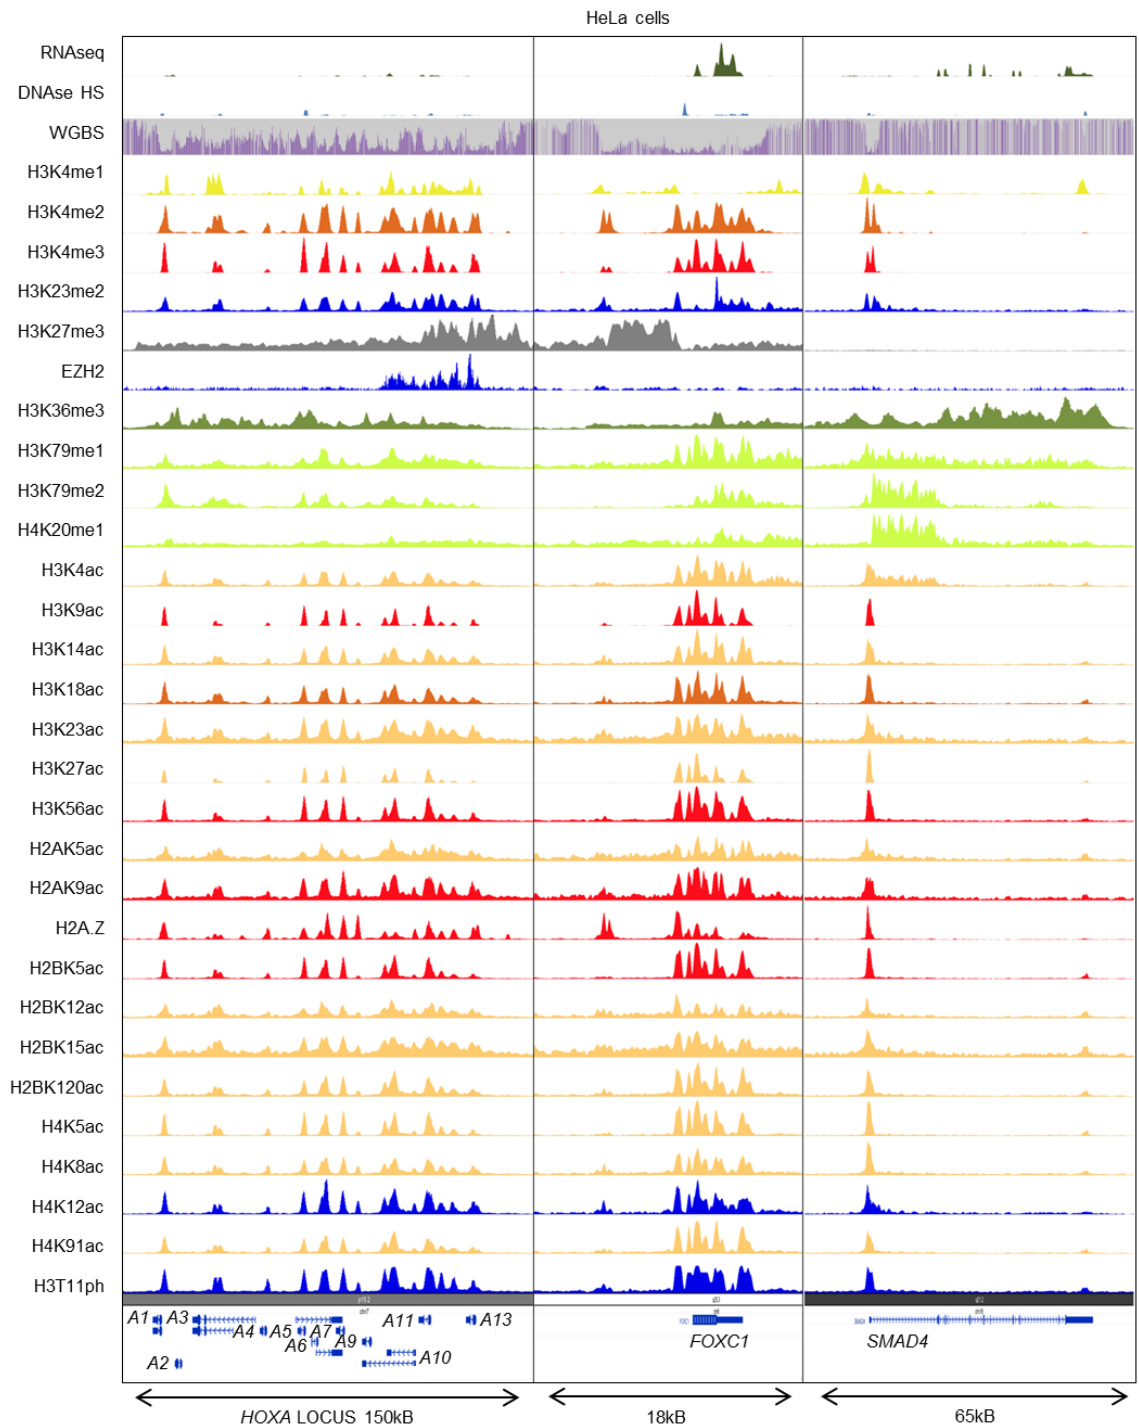 HeLa cells
RNAseq
DNAse HS
WGBS
H3K4me1
H3K4me2
H3K4me3
H3K23me2
H3K27me3
EZH2
H3K36me3
H3K79me1
H3K79me2
H4K20me1
H3K4ac
H3K9ac
H3K14ac
H3K18ac
H3K23ac
H3K27ac
H3K56ac
H2AK5ac
H2AK9ac
H2A.Z
H2BK5ac
H2BK12ac
H2BK15ac
H2BK120ac
H4K5ac
H4K8ac
H4K12ac
H4K91ac
H3T11ph
A1 A3 A11 A13
A4 A5 A7
A6 A9
A2 A10
FOXC1 SMAD4
HOXA LOCUS 150kB 18kB 65kB